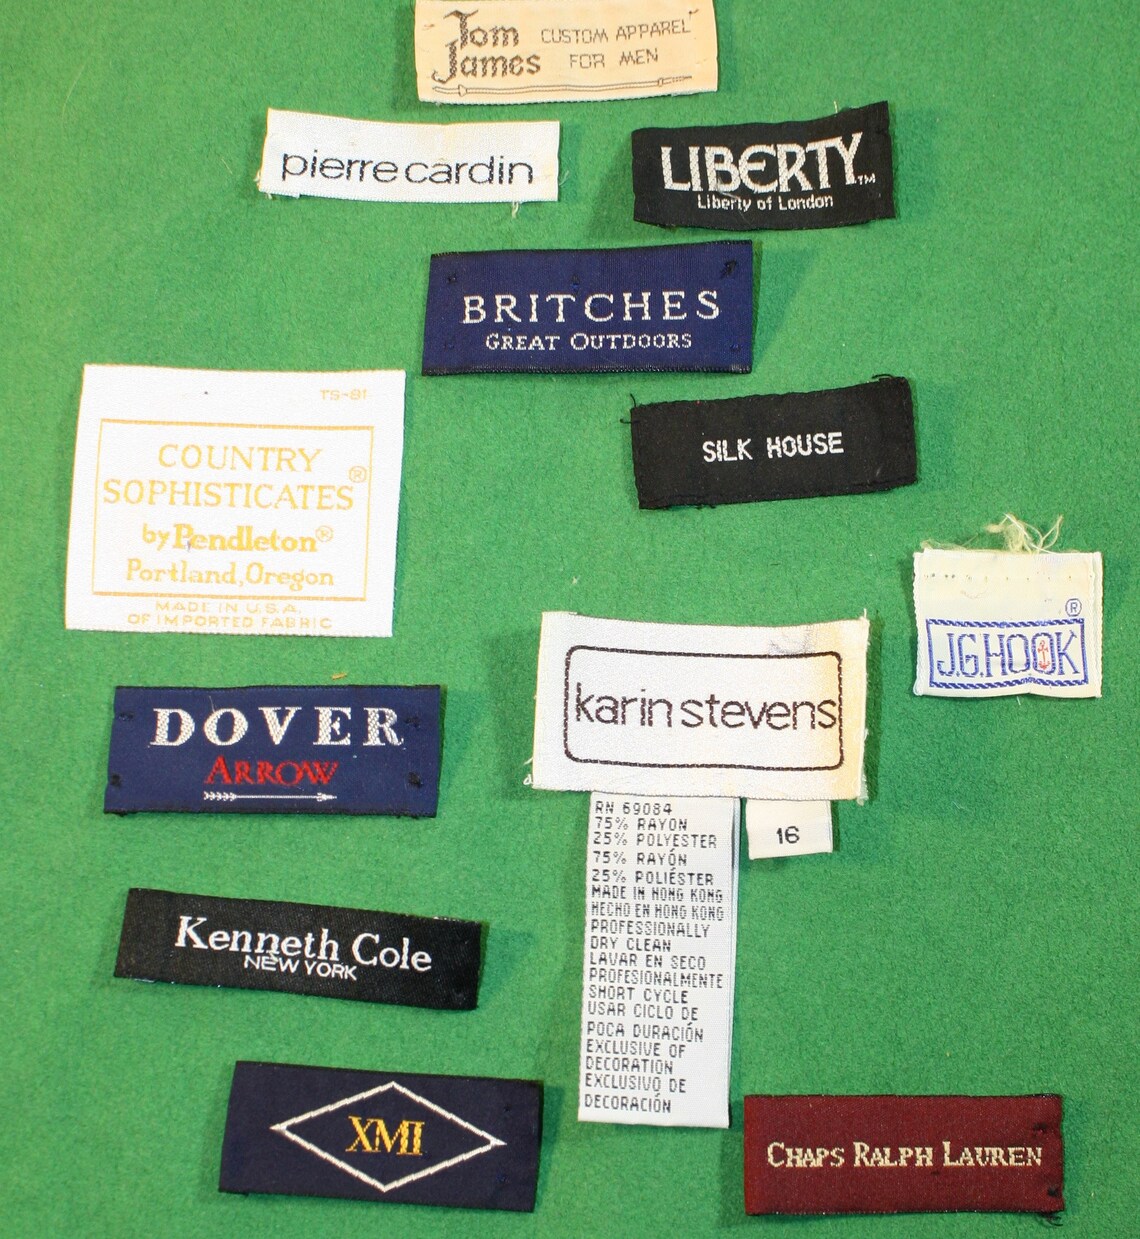 Tom James CUSTOM APPAREL FOR MEN
pierre cardin
LIBERTY™
Liberty of London
BRITCHES
GREAT OUTDOORS
TS-81
COUNTRY
SOPHISTICATES®
by Pendleton®
Portland, Oregon
MADE IN U.S.A.
OF IMPORTED FABRIC
SILK HOUSE
®
J.G.HOOK
karin stevens
RN 69084
75% RAYON
25% POLYESTER
75% RAYÓN
25% POLIÉSTER
MADE IN HONG KONG
HECHO EN HONG KONG
PROFESSIONALLY
DRY CLEAN
LAVAR EN SECO
PROFESIONALMENTE
SHORT CYCLE
USAR CICLO DE
POCA DURACIÓN
EXCLUSIVE OF
DECORATION
EXCLUSIVO DE
DECORACIÓN
16
DOVER
ARROW
Kenneth Cole
NEW YORK
XMI
CHAPS RALPH LAUREN